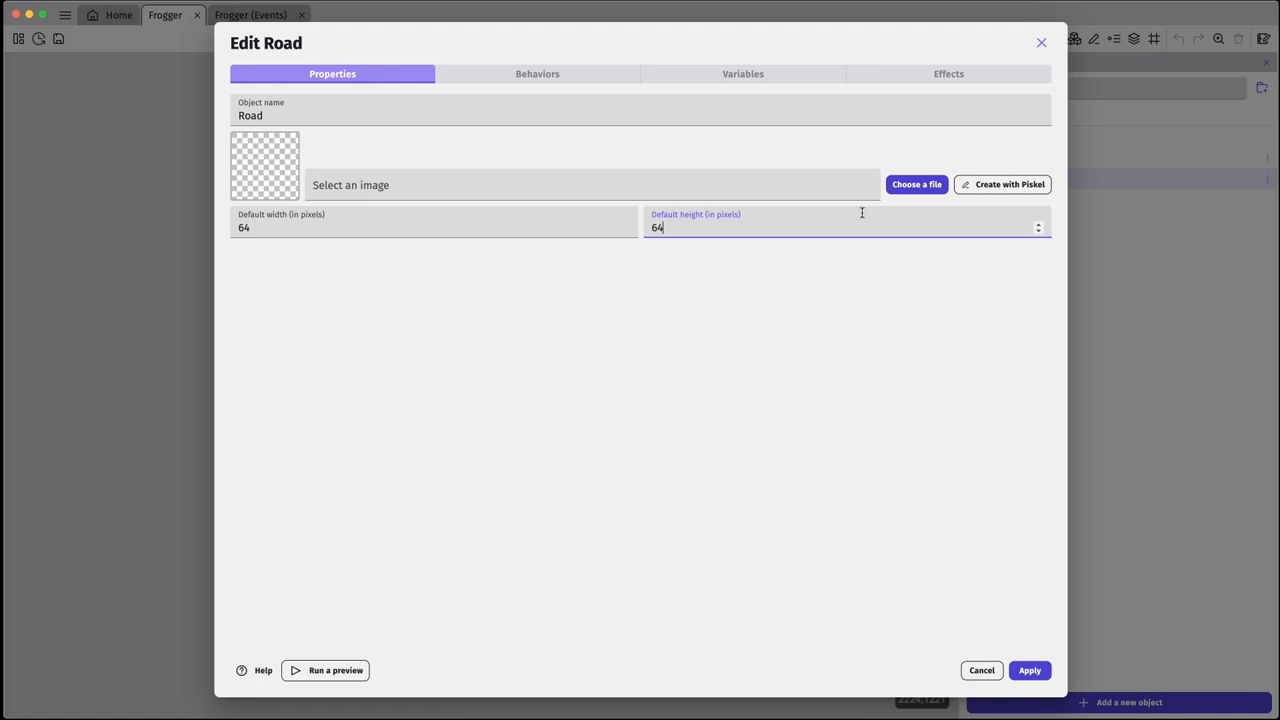 Home
Frogger
Frogger (Events)
Edit Road
Properties
Behaviors
Variables
Effects
Object name
Road
Select an image
Choose a file
Create with Piskel
Default width (in pixels)
64
Default height (in pixels)
64
Help
Run a preview
Cancel
Apply
2224;1221
Add a new object